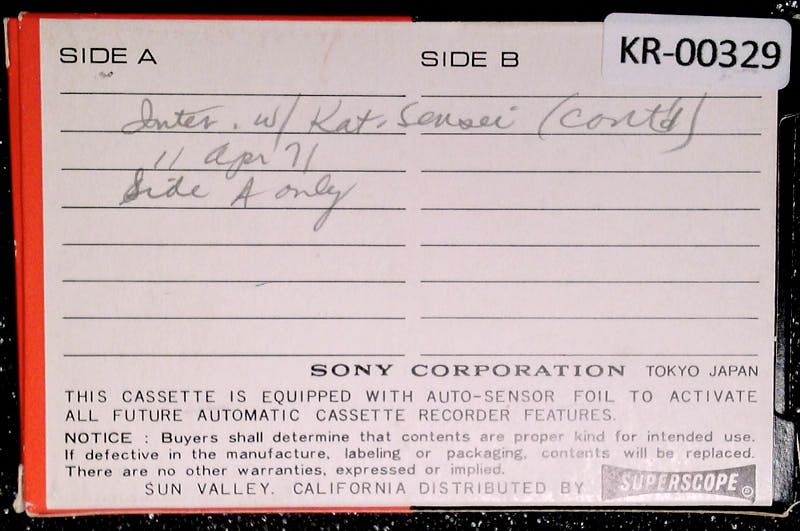 KR-00329
SIDE A
SIDE B
Inter. w/ Kat. Sensei (cont'd)
11 Apr 71
Side A only
SONY CORPORATION TOKYO JAPAN
THIS CASSETTE IS EQUIPPED WITH AUTO-SENSOR FOIL TO ACTIVATE
ALL FUTURE AUTOMATIC CASSETTE RECORDER FEATURES.
NOTICE : Buyers shall determine that contents are proper kind for intended use.
If defective in the manufacture, labeling or packaging, contents will be replaced.
There are no other warranties, expressed or implied.
SUN VALLEY. CALIFORNIA DISTRIBUTED BY SUPERSCOPE®